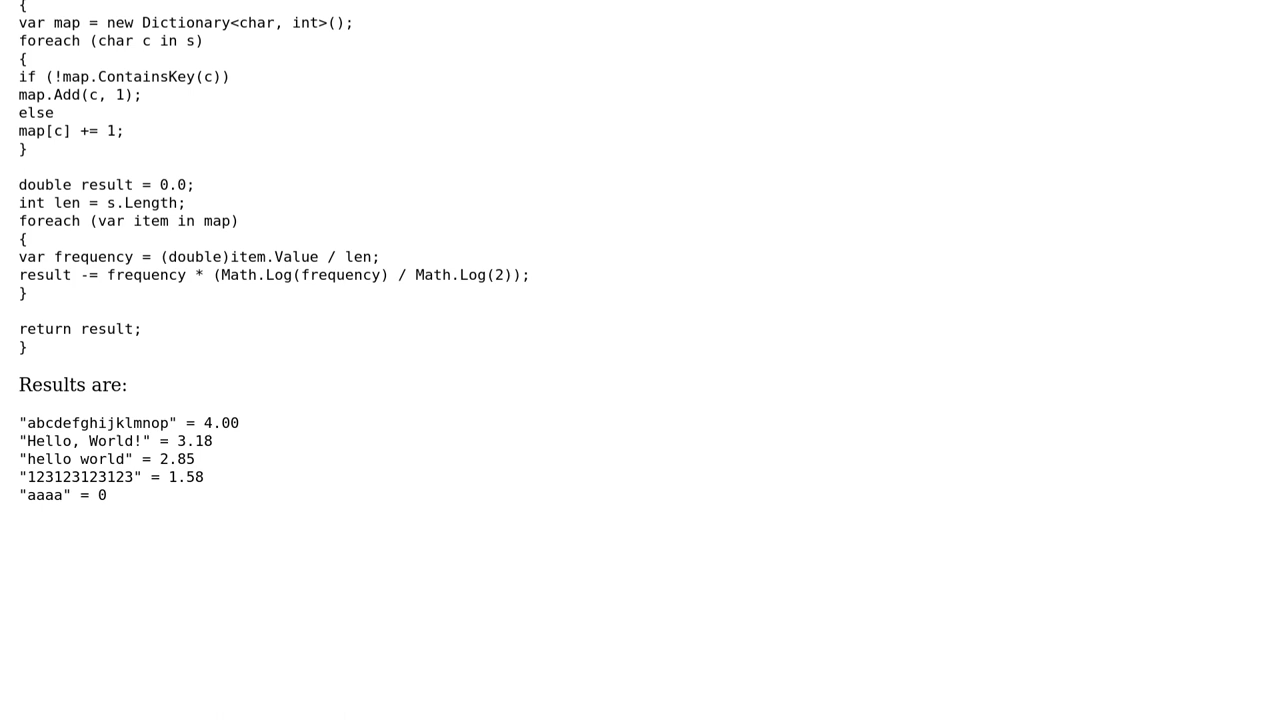 {
var map = new Dictionary<char, int>();
foreach (char c in s)
{
if (!map.ContainsKey(c))
map.Add(c, 1);
else
map[c] += 1;
}
double result = 0.0;
int len = s.Length;
foreach (var item in map)
{
var frequency = (double)item.Value / len;
result -= frequency * (Math.Log(frequency) / Math.Log(2));
}
return result;
}
Results are:
"abcdefghijklmnop" = 4.00
"Hello, World!" = 3.18
"hello world" = 2.85
"123123123123" = 1.58
"aaaa" = 0